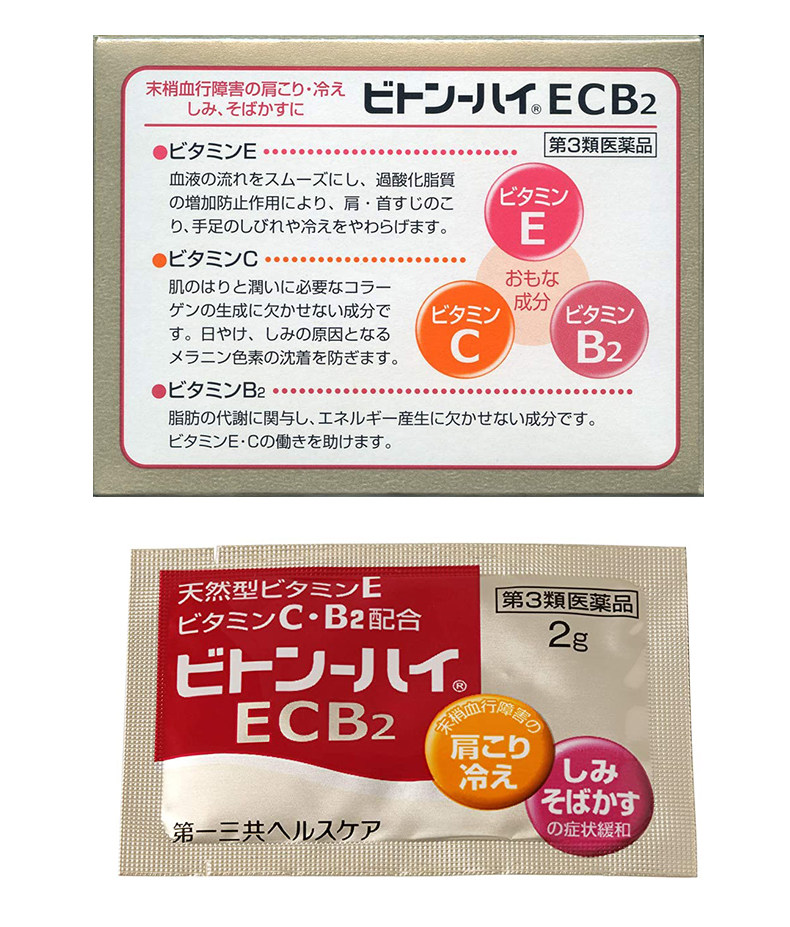 末梢血行障害の肩こり・冷え
しみ、そばかすに
ビトンーハイ® ECB2
第3類医薬品
●ビタミンE
血液の流れをスムーズにし、過酸化脂質
の増加防止作用により、肩・首すじのこ
り、手足のしびれや冷えをやわらげます。
●ビタミンC
肌のはりと潤いに必要なコラー
ゲンの生成に欠かせない成分で
す。日やけ、しみの原因となる
メラニン色素の沈着を防ぎます。
ビタミン
E
おもな
成分
ビタミン
C
ビタミン
B2
●ビタミンB2
脂肪の代謝に関与し、エネルギー産生に欠かせない成分です。
ビタミンE・Cの働きを助けます。
天然型ビタミンE
ビタミンC・B2配合
ビトンーハイ®
ECB2
第3類医薬品
2g
末梢血行障害の
肩こり
冷え
しみ
そばかす
の症状緩和
第一三共ヘルスケア